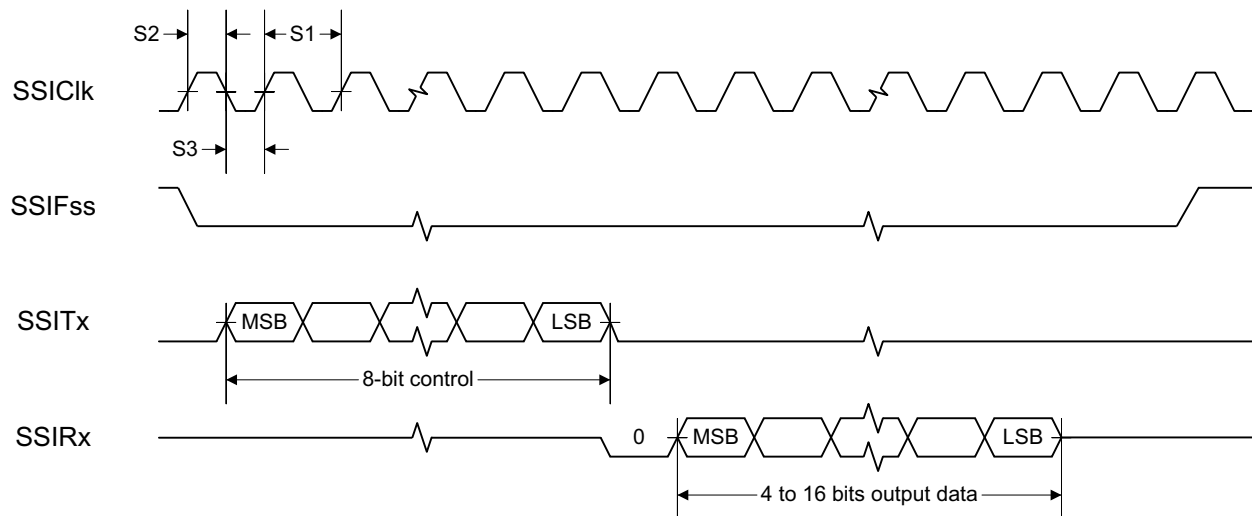 S2 S1
SSIClk
S3
SSIFss
SSITx MSB LSB
8-bit control
SSIRx 0 MSB LSB
4 to 16 bits output data